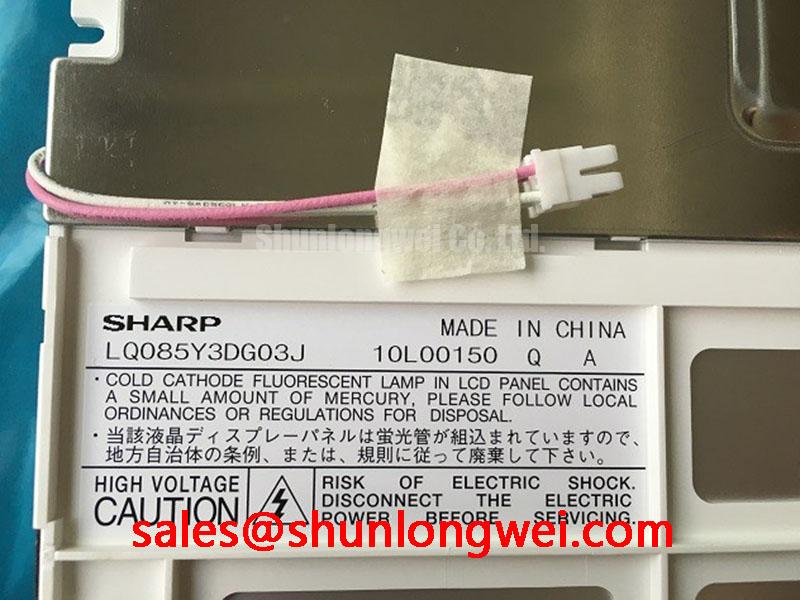 Shunlongwei Co.Ltd.
SHARP MADE IN CHINA
LQ085Y3DG03J 10L00150 Q A
・COLD CATHODE FLUORESCENT LAMP IN LCD PANEL CONTAINS
A SMALL AMOUNT OF MERCURY, PLEASE FOLLOW LOCAL
ORDINANCES OR REGULATIONS FOR DISPOSAL.
・当該液晶ディスプレーパネルは蛍光管が組込まれていますので、
地方自治体の条例、または、規則に従って廃棄して下さい。
HIGH VOLTAGE
CAUTION
RISK OF ELECTRIC SHOCK.
DISCONNECT THE ELECTRIC
POWER BEFORE SERVICING.
sales@shunlongwei.com